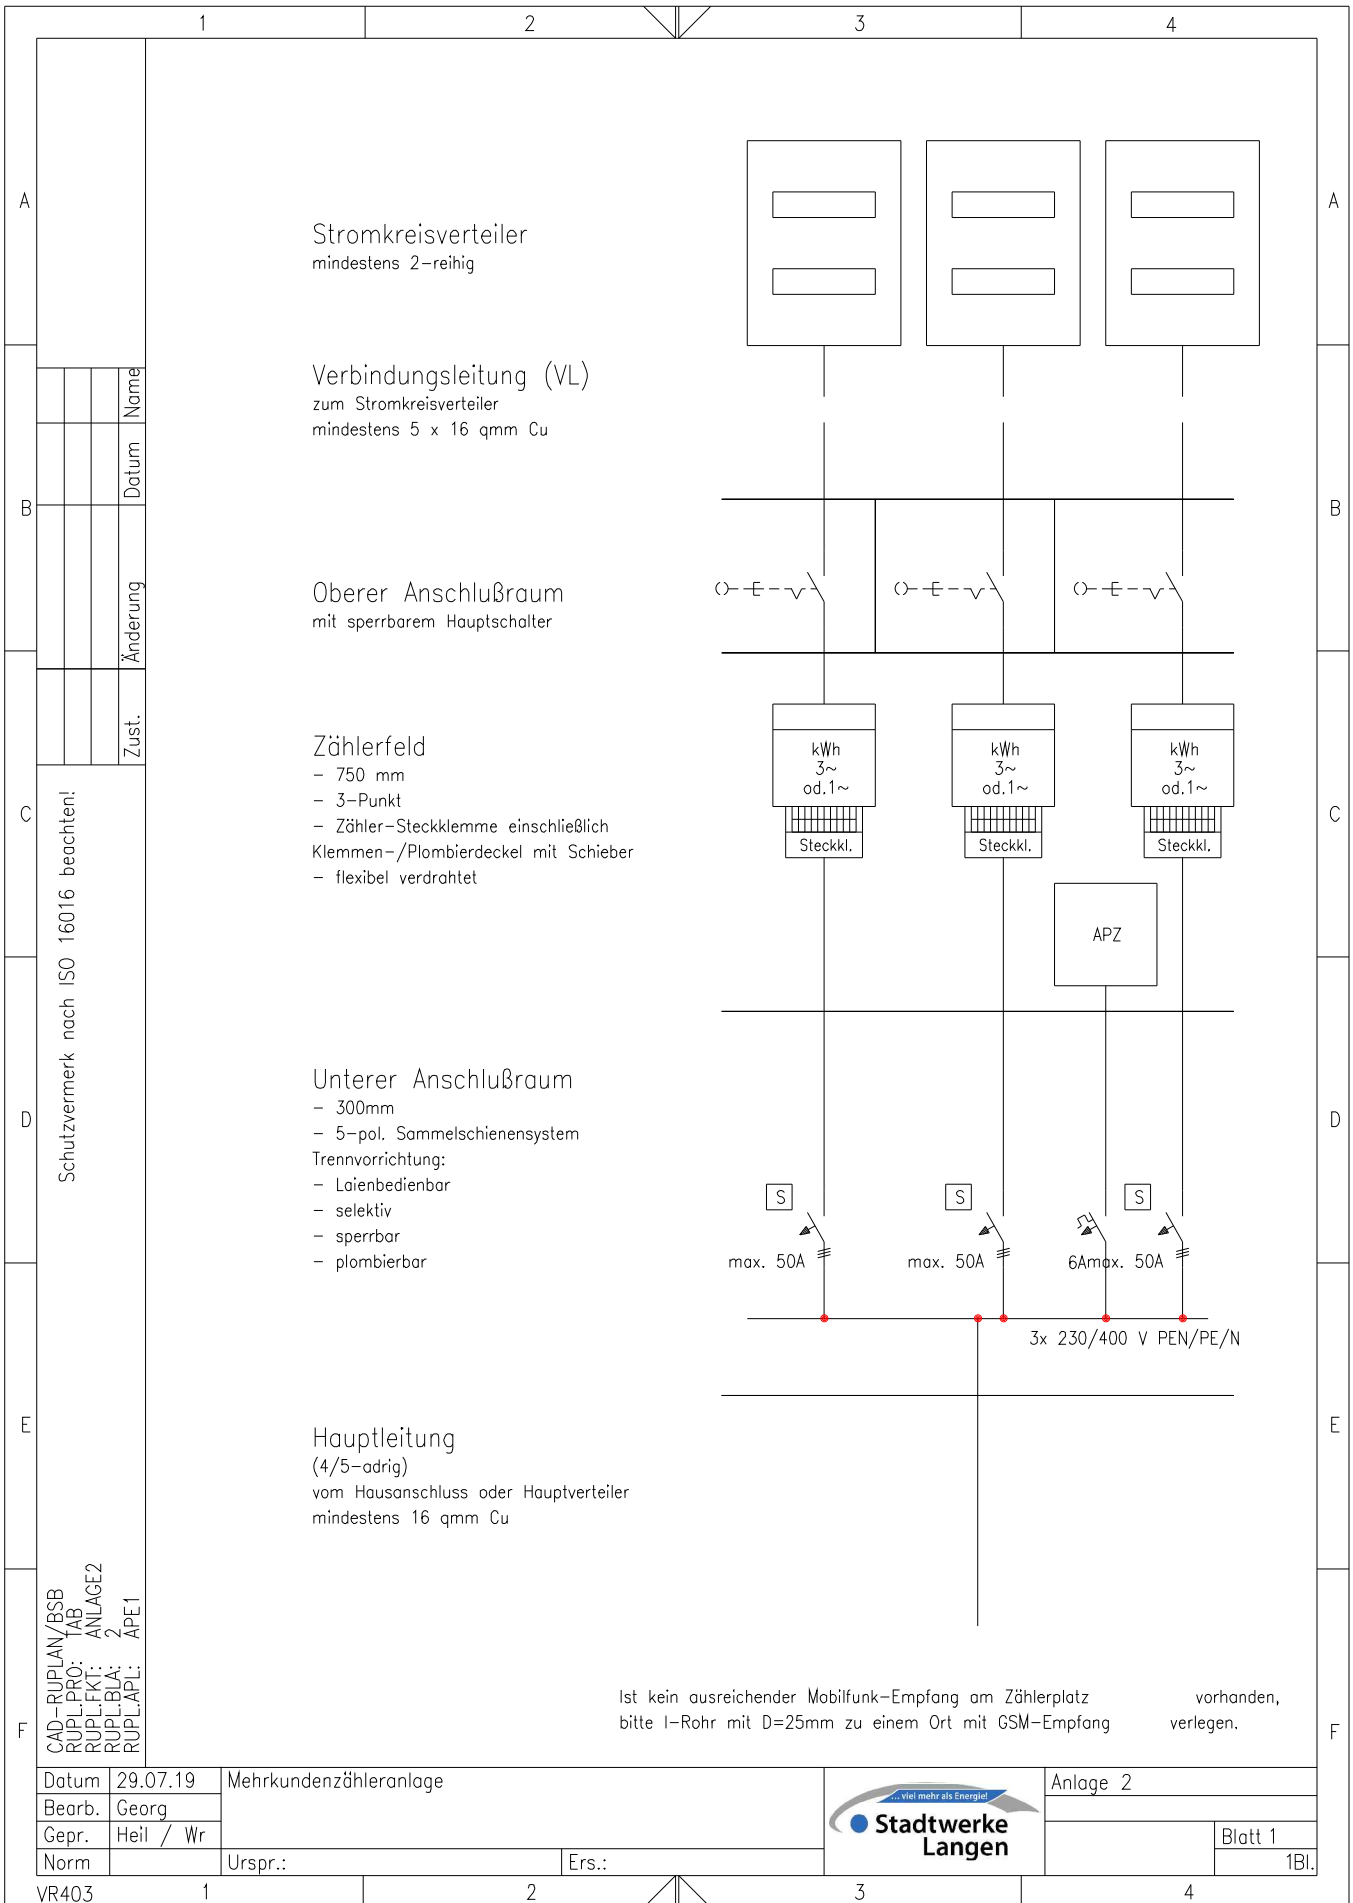 1 2 3 4
A A
Stromkreisverteiler
mindestens 2-reihig
Verbindungsleitung (VL)
zum Stromkreisverteiler
mindestens 5 x 16 qmm Cu
Name
Datum
Änderung
Zust.
B B
Oberer Anschlußraum
mit sperrbarem Hauptschalter
Zählerfeld
- 750 mm
- 3-Punkt
- Zähler-Steckklemme einschließlich
Klemmen-/Plombierdeckel mit Schieber
- flexibel verdrahtet
kWh
3~
od.1~
Steckkl.
kWh
3~
od.1~
Steckkl.
kWh
3~
od.1~
Steckkl.
C C
APZ
Schutzvermerk nach ISO 16016 beachten!
Unterer Anschlußraum
- 300mm
- 5-pol. Sammelschienensystem
Trennvorrichtung:
- Laienbedienbar
- selektiv
- sperrbar
- plombierbar
D D
S S S
max. 50A max. 50A 6Amax. 50A
3x 230/400 V PEN/PE/N
E E
Hauptleitung
(4/5-adrig)
vom Hausanschluss oder Hauptverteiler
mindestens 16 qmm Cu
CAD-RUPLAN/BSB
RUPL.PRO: TAB
RUPL.FKT: ANLAGE2
RUPL.BLA: 2
RUPL.APL: APE1
Ist kein ausreichender Mobilfunk-Empfang am Zählerplatz vorhanden,
bitte I-Rohr mit D=25mm zu einem Ort mit GSM-Empfang verlegen.
F F
Datum 29.07.19 Mehrkundenzähleranlage
Bearb. Georg
Gepr. Heil / Wr
Norm Urspr.: Ers.:
... viel mehr als Energie!
Stadtwerke
Langen
Anlage 2
Blatt 1
1Bl.
VR403 1 2 3 4